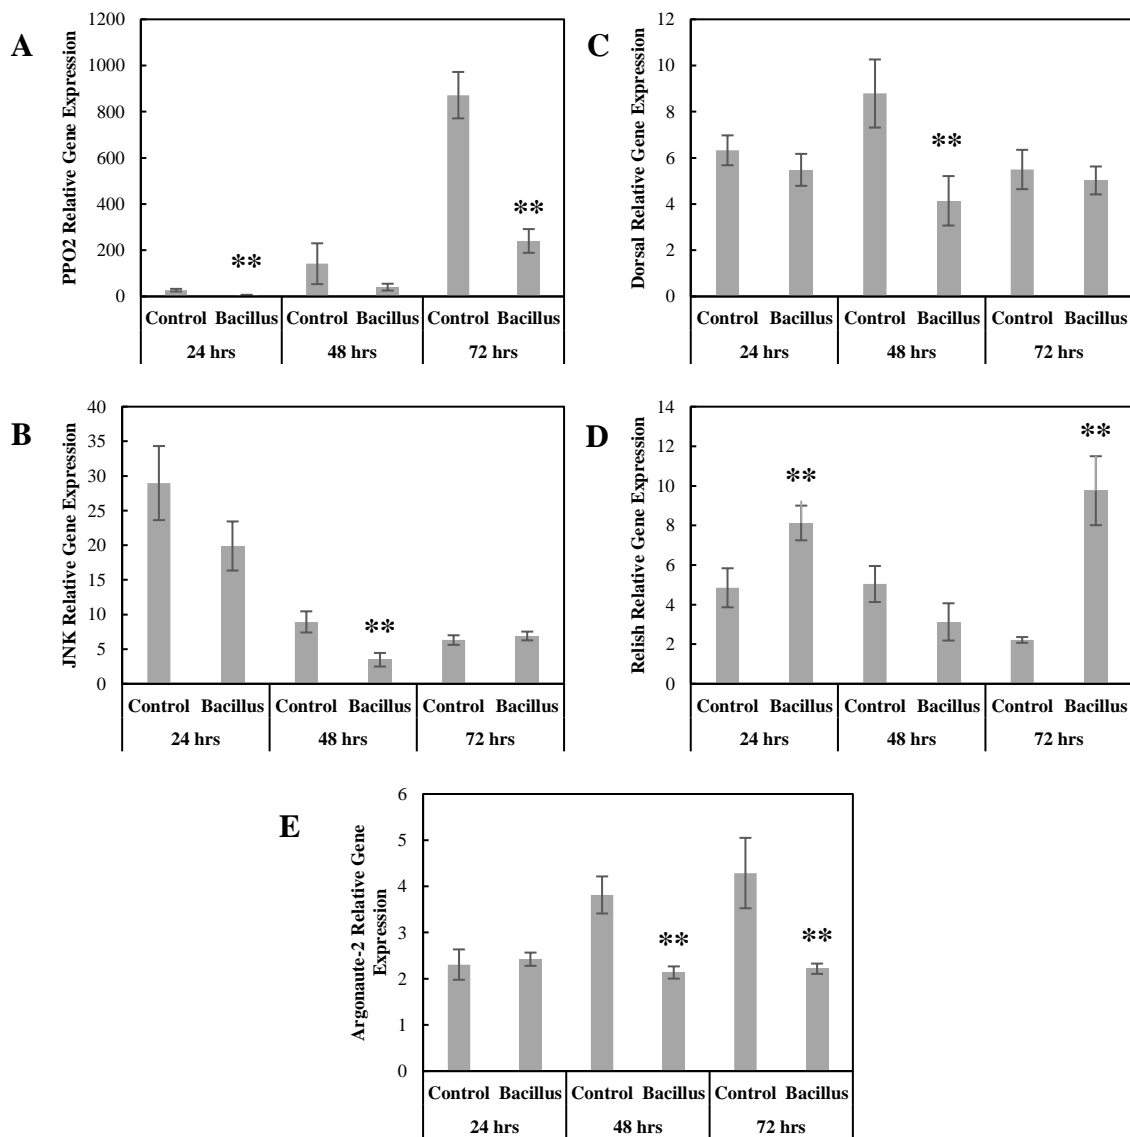 A
PPO2 Relative Gene Expression
1200
1000
800
600
400
200
0
**
**
Control Bacillus Control Bacillus Control Bacillus
24 hrs 48 hrs 72 hrs
C
Dorsal Relative Gene Expression
12
10
8
6
4
2
0
**
Control Bacillus Control Bacillus Control Bacillus
24 hrs 48 hrs 72 hrs
B
JNK Relative Gene Expression
40
35
30
25
20
15
10
5
0
**
Control Bacillus Control Bacillus Control Bacillus
24 hrs 48 hrs 72 hrs
D
Relish Relative Gene Expression
14
12
10
8
6
4
2
0
**
**
Control Bacillus Control Bacillus Control Bacillus
24 hrs 48 hrs 72 hrs
E
Argonaute-2 Relative Gene
Expression
6
5
4
3
2
1
0
**
**
Control Bacillus Control Bacillus Control Bacillus
24 hrs 48 hrs 72 hrs